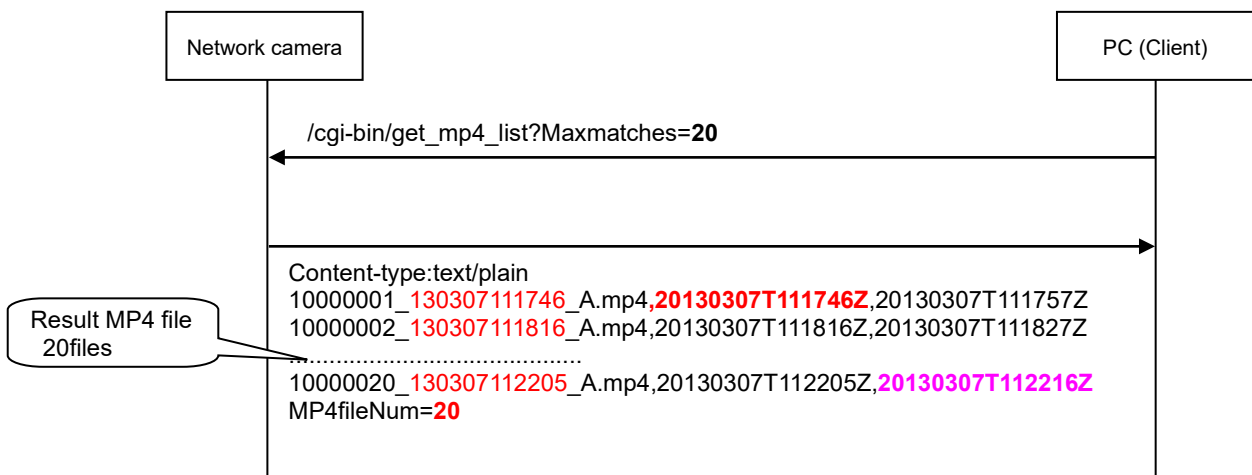 Network camera
PC (Client)
/cgi-bin/get_mp4_list?Maxmatches=20
Content-type:text/plain
10000001_130307111746_A.mp4,20130307T111746Z,20130307T111757Z
10000002_130307111816_A.mp4,20130307T111816Z,20130307T111827Z
Result MP4 file
20files
...........................................
10000020_130307112205_A.mp4,20130307T112205Z,20130307T112216Z
MP4fileNum=20